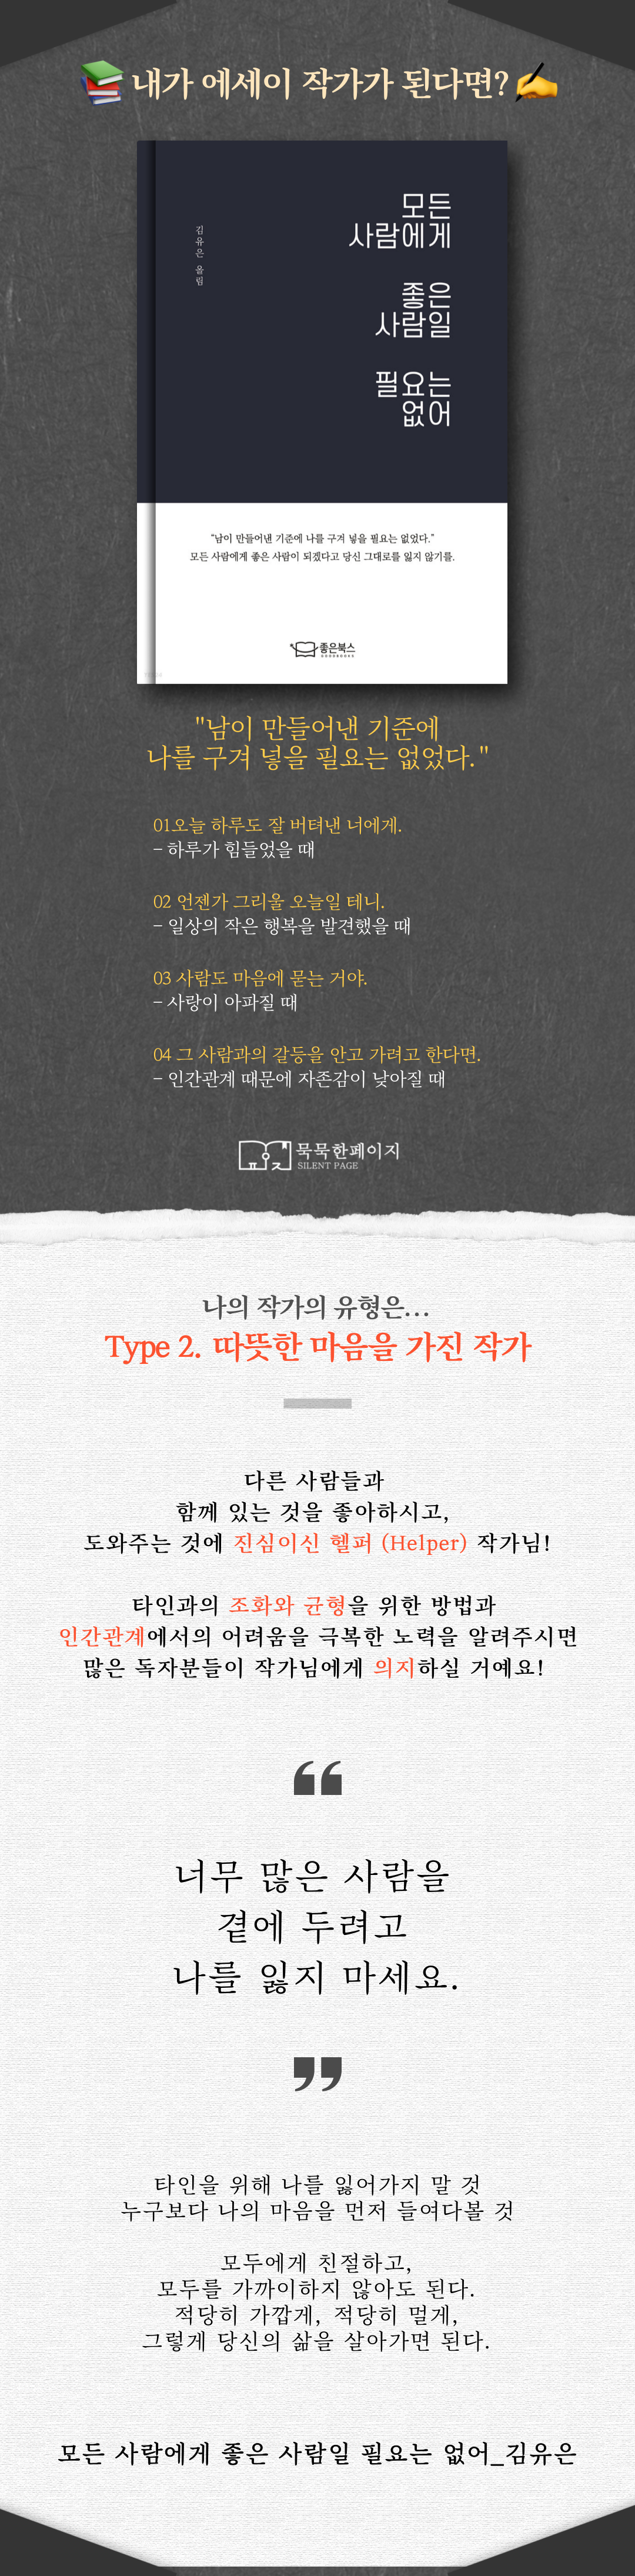 내가 에세이 작가가 된다면?
모든
사람에게
좋은
사람일
필요는
없어
김유은 올림
"남이 만들어낸 기준에 나를 구겨 넣을 필요는 없었다."
모든 사람에게 좋은 사람이 되겠다고 당신 그대로를 잃지 않기를.
좋은북스
"남이 만들어낸 기준에
나를 구겨 넣을 필요는 없었다."
01오늘 하루도 잘 버텨낸 너에게.
- 하루가 힘들었을 때
02 언젠가 그리울 오늘일 테니.
- 일상의 작은 행복을 발견했을 때
03 사람도 마음에 묻는 거야.
- 사랑이 아파질 때
04 그 사람과의 갈등을 안고 가려고 한다면.
- 인간관계 때문에 자존감이 낮아질 때
묵묵한페이지
SILENT PAGE
나의 작가의 유형은...
Type 2. 따뜻한 마음을 가진 작가
다른 사람들과
함께 있는 것을 좋아하시고,
도와주는 것에 진심이신 헬퍼 (Helper) 작가님!
타인과의 조화와 균형을 위한 방법과
인간관계에서의 어려움을 극복한 노력을 알려주시면
많은 독자분들이 작가님에게 의지하실 거예요!
“
너무 많은 사람을
곁에 두려고
나를 잃지 마세요.
”
타인을 위해 나를 잃어가지 말 것
누구보다 나의 마음을 먼저 들여다볼 것
모두에게 친절하고,
모두를 가까이하지 않아도 된다.
적당히 가깝게, 적당히 멀게,
그렇게 당신의 삶을 살아가면 된다.
모든 사람에게 좋은 사람일 필요는 없어_김유은